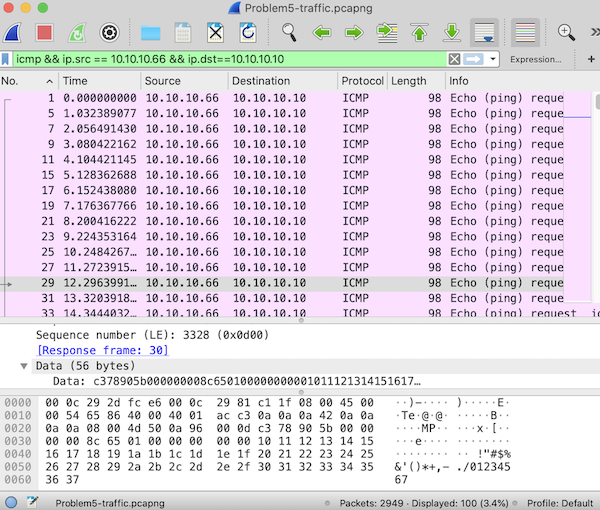 Problem5-traffic.pcapng
icmp && ip.src == 10.10.10.66 && ip.dst==10.10.10.10 Expression...
No. Time Source Destination Protocol Length Info
1 0.000000000 10.10.10.66 10.10.10.10 ICMP 98 Echo (ping) reque
5 1.032389077 10.10.10.66 10.10.10.10 ICMP 98 Echo (ping) reque
7 2.056491430 10.10.10.66 10.10.10.10 ICMP 98 Echo (ping) reque
9 3.080422162 10.10.10.66 10.10.10.10 ICMP 98 Echo (ping) reque
11 4.104421145 10.10.10.66 10.10.10.10 ICMP 98 Echo (ping) reque
15 5.128362688 10.10.10.66 10.10.10.10 ICMP 98 Echo (ping) reque
17 6.152438080 10.10.10.66 10.10.10.10 ICMP 98 Echo (ping) reque
19 7.176367766 10.10.10.66 10.10.10.10 ICMP 98 Echo (ping) reque
21 8.200416222 10.10.10.66 10.10.10.10 ICMP 98 Echo (ping) reque
23 9.224353164 10.10.10.66 10.10.10.10 ICMP 98 Echo (ping) reque
25 10.2484267… 10.10.10.66 10.10.10.10 ICMP 98 Echo (ping) reque
27 11.2723915… 10.10.10.66 10.10.10.10 ICMP 98 Echo (ping) reque
29 12.2963991… 10.10.10.66 10.10.10.10 ICMP 98 Echo (ping) reque
31 13.3203918… 10.10.10.66 10.10.10.10 ICMP 98 Echo (ping) reque
33 14.3444032… 10.10.10.66 10.10.10.10 ICMP 98 Echo (ping) request
Sequence number (LE): 3328 (0x0d00)
[Response frame: 30]
Data (56 bytes)
Data: c378905b000000008c65010000000000101112131415161​7…
0000 00 0c 29 2d fc e6 00 0c 29 81 c1 1f 08 00 45 00 ··)-···· )·····E·
0010 00 54 65 86 40 00 40 01 ac c3 0a 0a 0a 42 0a 0a ·Te·@·@· ·····B··
0020 0a 0a 08 00 4d 50 0a 96 00 0d c3 78 90 5b 00 00 ····MP·· ···x·[··
0030 00 00 8c 65 01 00 00 00 00 00 10 11 12 13 14 15 ···e···· ········
0040 16 17 18 19 1a 1b 1c 1d 1e 1f 20 21 22 23 24 25 ········ ·· !"#$%
0050 26 27 28 29 2a 2b 2c 2d 2e 2f 30 31 32 33 34 35 &'()*+,- ./012345
0060 36 37 67
Problem5-traffic.pcapng Packets: 2949 · Displayed: 100 (3.4%) Profile: Default